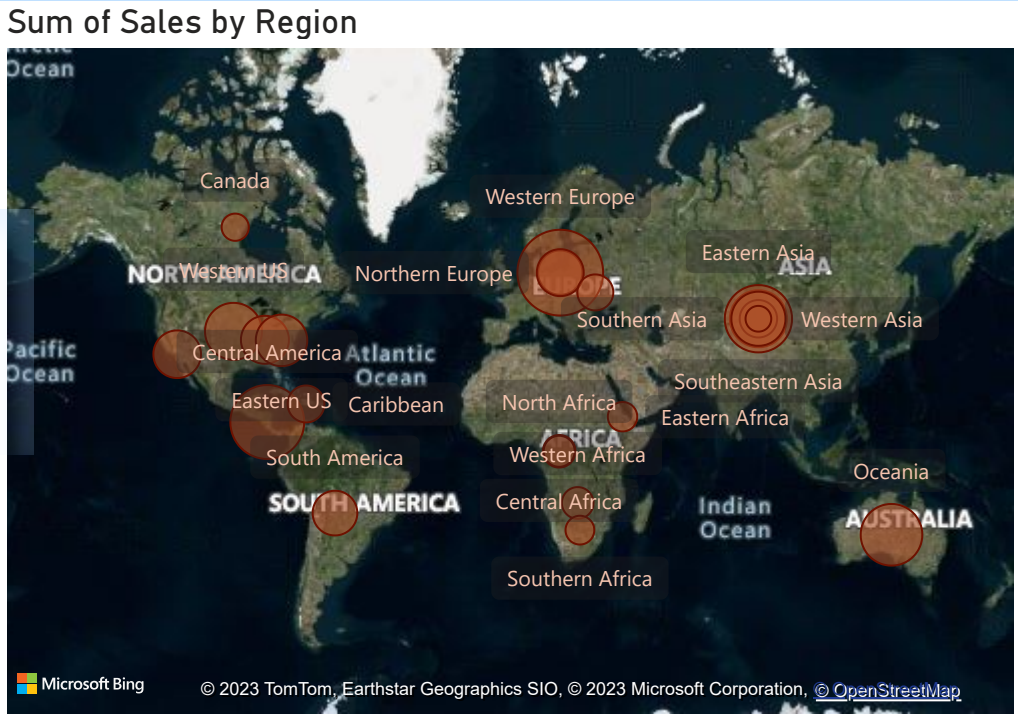 Sum of Sales by Region
Arctic
Ocean
Canada
Western Europe
NORTH AMERICA
Western US
Northern Europe
EUROPE
Eastern Asia
ASIA
Southern Asia
Western Asia
Pacific
Ocean
Central America
Atlantic
Ocean
Southeastern Asia
Eastern US
Caribbean
North Africa
Eastern Africa
AFRICA
Western Africa
South America
Oceania
SOUTH AMERICA
Central Africa
Indian
Ocean
AUSTRALIA
Southern Africa
Microsoft Bing
© 2023 TomTom, Earthstar Geographics SIO, © 2023 Microsoft Corporation, © OpenStreetMap